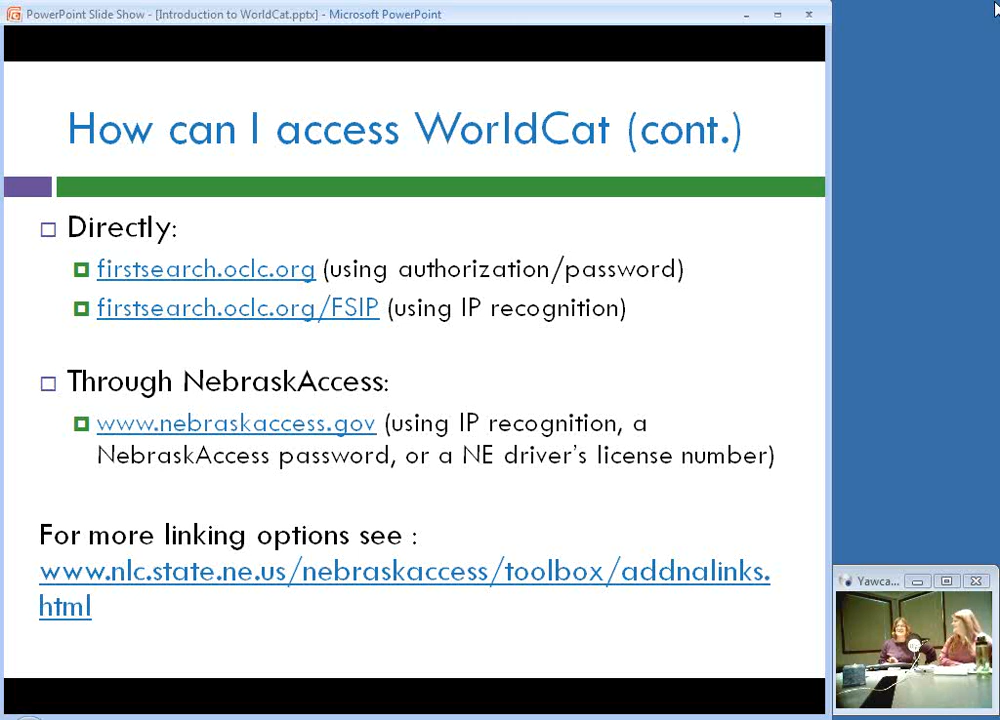 PowerPoint Slide Show - [Introduction to WorldCat.pptx] - Microsoft PowerPoint
How can I access WorldCat (cont.)
Directly:
firstsearch.oclc.org (using authorization/password)
firstsearch.oclc.org/FSIP (using IP recognition)
Through NebraskAccess:
www.nebraskaccess.gov (using IP recognition, a
NebraskAccess password, or a NE driver's license number)
For more linking options see :
www.nlc.state.ne.us/nebraskaccess/toolbox/addnalinks.
html
Yawca...